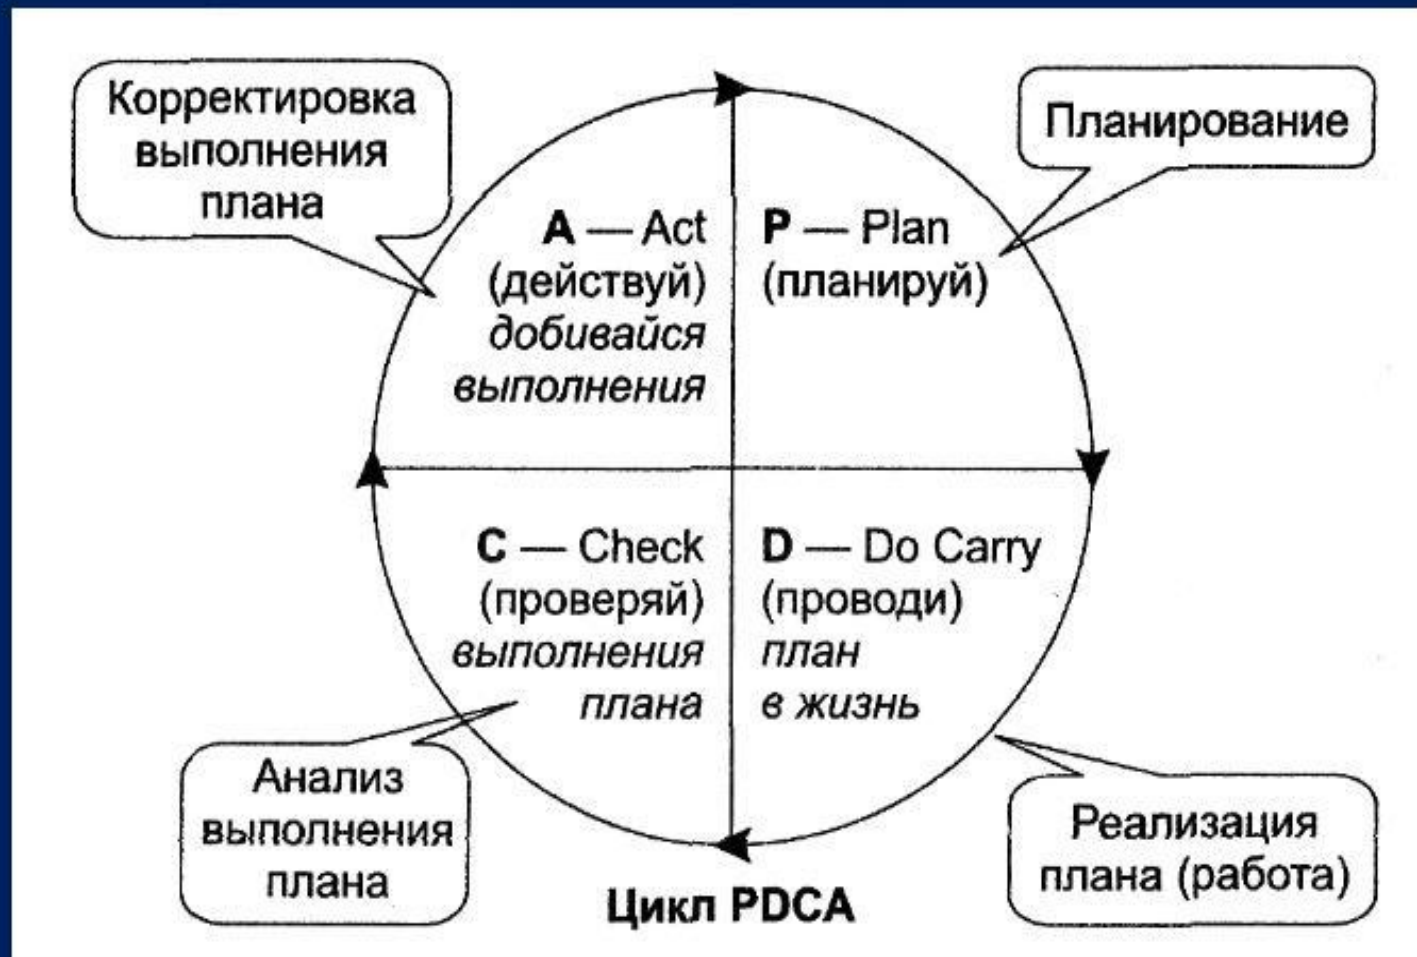 Корректировка
выполнения
плана
Планирование
A — Act
(действуй)
добивайся
выполнения
P — Plan
(планируй)
C — Check
(проверяй)
выполнения
плана
D — Do Carry
(проводи)
план
в жизнь
Анализ
выполнения
плана
Реализация
плана (работа)
Цикл PDCA